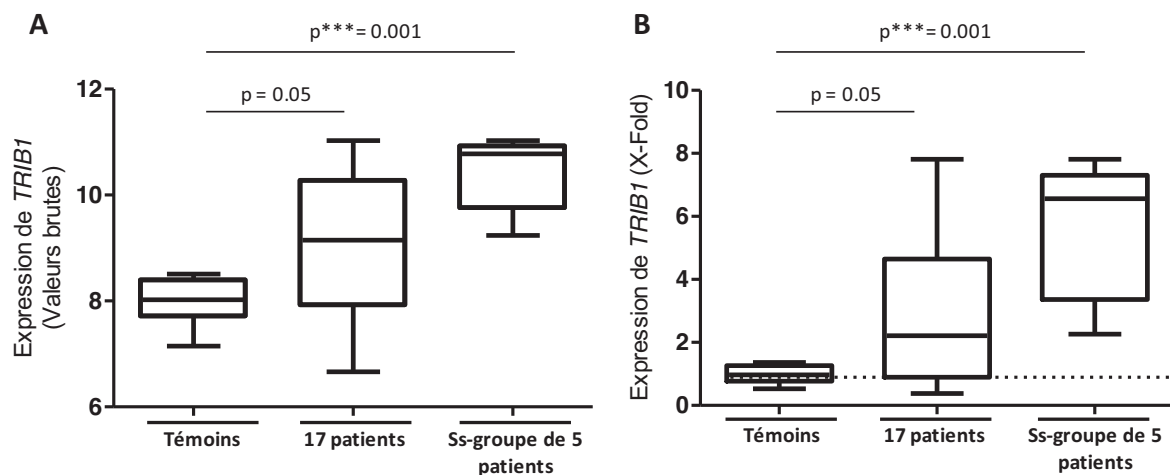 A
p***= 0.001
p = 0.05
Expression de TRIB1
(Valeurs brutes)
12
10
8
6
Témoins
17 patients
Ss-groupe de 5
patients
B
p***= 0.001
p = 0.05
Expression de TRIB1 (X-Fold)
10
8
6
4
2
0
Témoins
17 patients
Ss-groupe de 5
patients